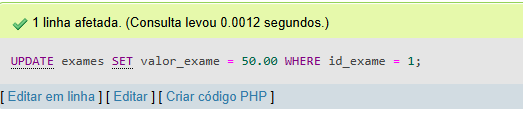 1 linha afetada. (Consulta levou 0.0012 segundos.)
UPDATE exames SET valor_exame = 50.00 WHERE id_exame = 1;
[ Editar em linha ] [ Editar ] [ Criar código PHP ]